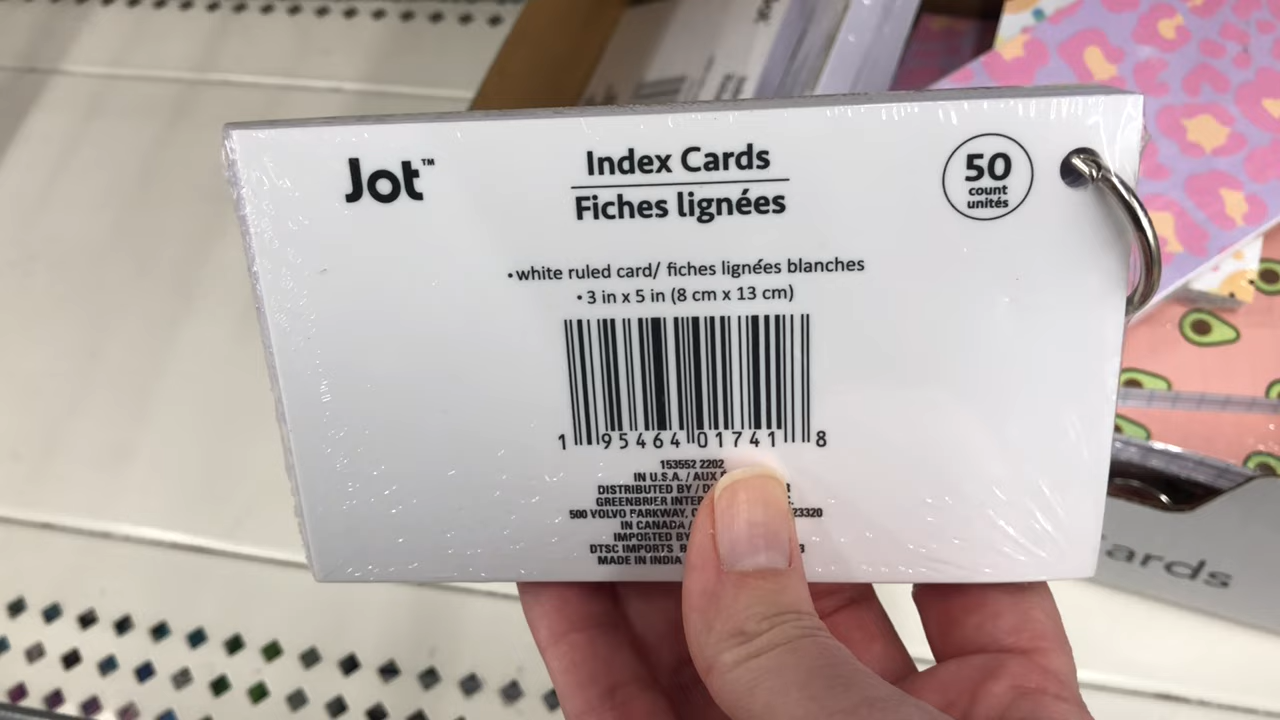 Jot™
Index Cards
Fiches lignées
50
count
unités
• white ruled card/ fiches lignées blanches
• 3 in x 5 in (8 cm x 13 cm)
1 95464 01741 8
153552 2202
IN U.S.A. / AUX
DISTRIBUTED BY /
GREENBRIER
500 VOLVO PARKWAY, 23320
IN CANADA /
IMPORTED BY
DTSC IMPORTS
MADE IN INDIA